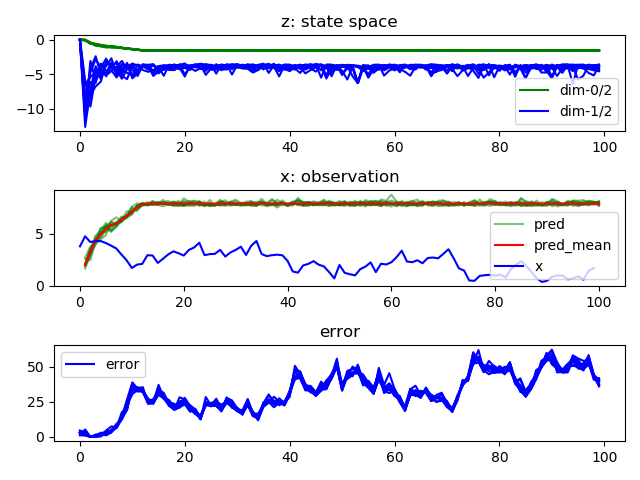 z: state space
0
−5
−10
dim-0/2
dim-1/2
0 20 40 60 80 100
x: observation
5
0
pred
pred_mean
x
0 20 40 60 80 100
error
50
25
0
error
0 20 40 60 80 100